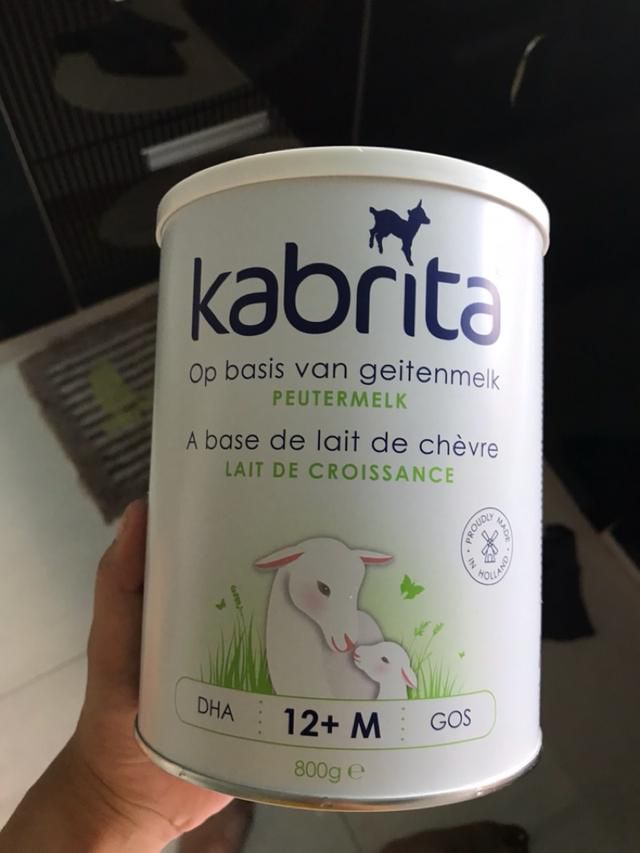 kabrita
Op basis van geitenmelk
PEUTERMELK
A base de lait de chèvre
LAIT DE CROISSANCE
PROUDLY MADE
IN HOLLAND
DHA 12+ M GOS
800g ℮